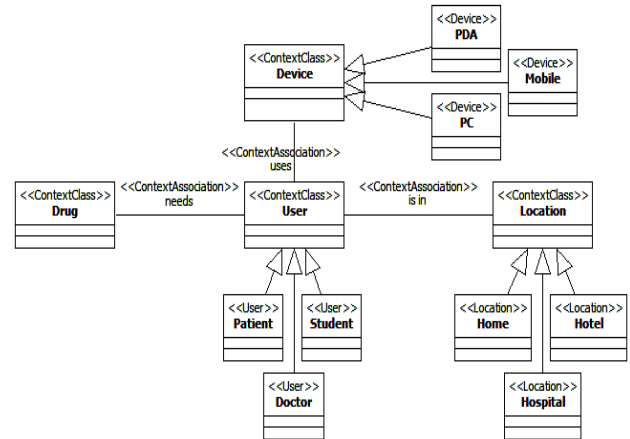 <<Device>>
PDA
<<ContextClass>>
Device
<<Device>>
Mobile
<<Device>>
PC
<<ContextAssociation>>
uses
<<ContextClass>>
Drug
<<ContextAssociation>>
needs
<<ContextClass>>
User
<<ContextAssociation>>
is in
<<ContextClass>>
Location
<<User>>
Patient
<<User>>
Student
<<Location>>
Home
<<Location>>
Hotel
<<User>>
Doctor
<<Location>>
Hospital